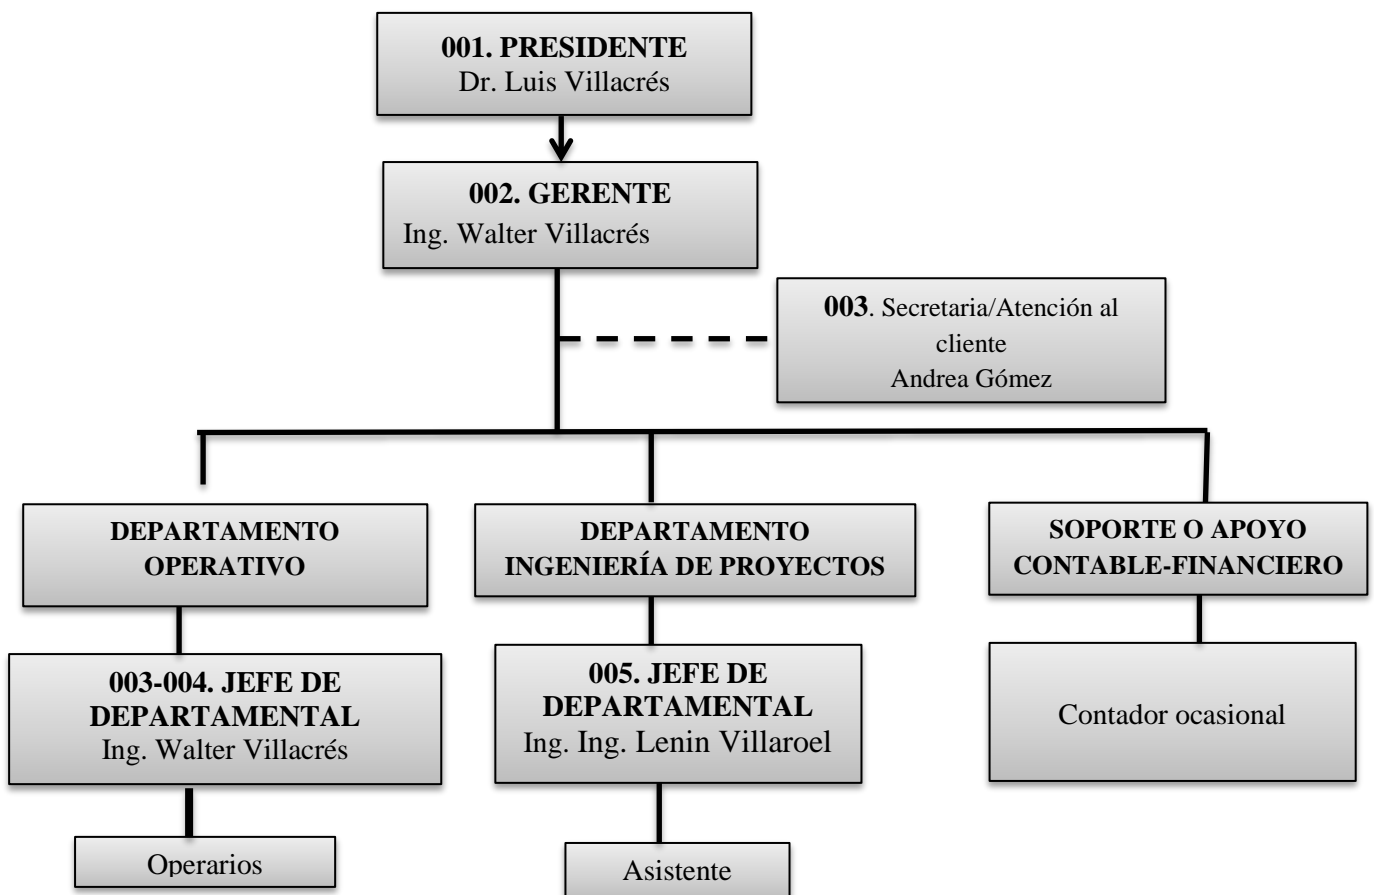 001. PRESIDENTE
Dr. Luis Villacrés
002. GERENTE
Ing. Walter Villacrés
003. Secretaria/Atención al
cliente
Andrea Gómez
DEPARTAMENTO
OPERATIVO
DEPARTAMENTO
INGENIERÍA DE PROYECTOS
SOPORTE O APOYO
CONTABLE-FINANCIERO
003-004. JEFE DE
DEPARTAMENTAL
Ing. Walter Villacrés
005. JEFE DE
DEPARTAMENTAL
Ing. Ing. Lenin Villaroel
Contador ocasional
Operarios
Asistente